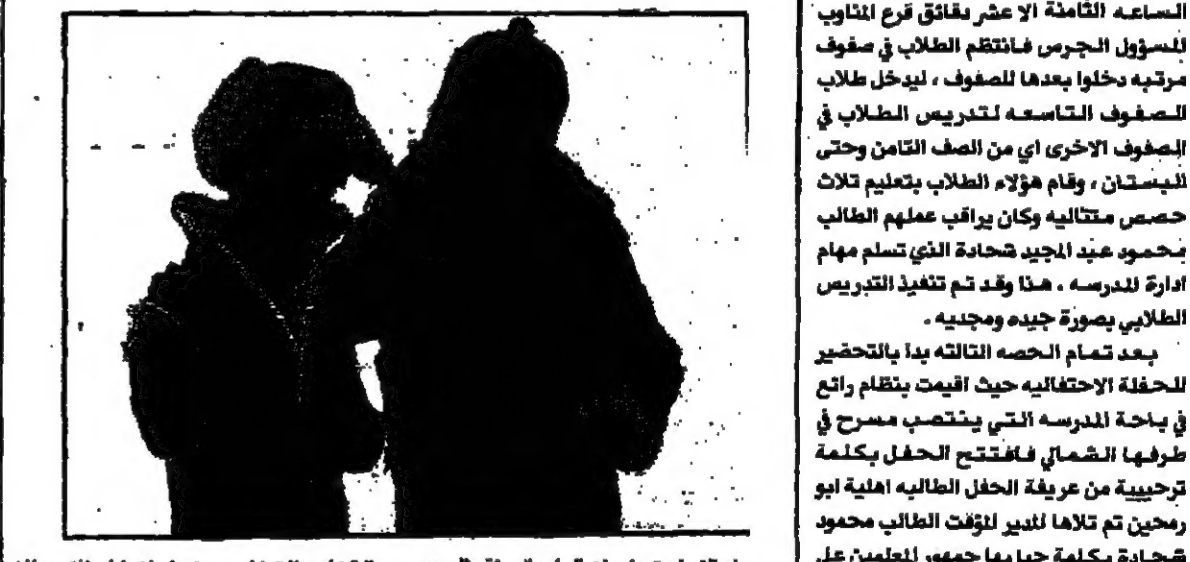 الساعه الثامنة الا عشر دقائق قرع المناوب
المسؤول الجرس فانتظم الطلاب في صفوف
مرتبه دخلوا بعدها للصفوف ، ليدخل طلاب
الصفوف التاسعه لتدريس الطلاب في
الصفوف الاخرى اي من الصف الثامن وحتى
البستان ، وقام هؤلاء الطلاب بتعليم ثلاث
حصص متتاليه وكان يراقب عملهم الطالب
محمود عبد المجيد شحادة الذي تسلم مهام
ادارة المدرسه . هذا وقد تم تنفيذ التدريس
الطلابي بصورة جيده ومجديه .
بعد تمام الحصه الثالثه بدا بالتحضير
للحفلة الاحتفاليه حيث اقيمت بنظام رائع
في باحة المدرسه التي ينتصب مسرح في
طرفها الشمالي فافتتح الحفل بكلمة
ترحيبية من عريفة الحفل الطالبه اهلية ابو
رمحين تم تلاها المدير المؤقت الطالب محمود
شحادة بكلمة حيا بها جمهور المعلمين على